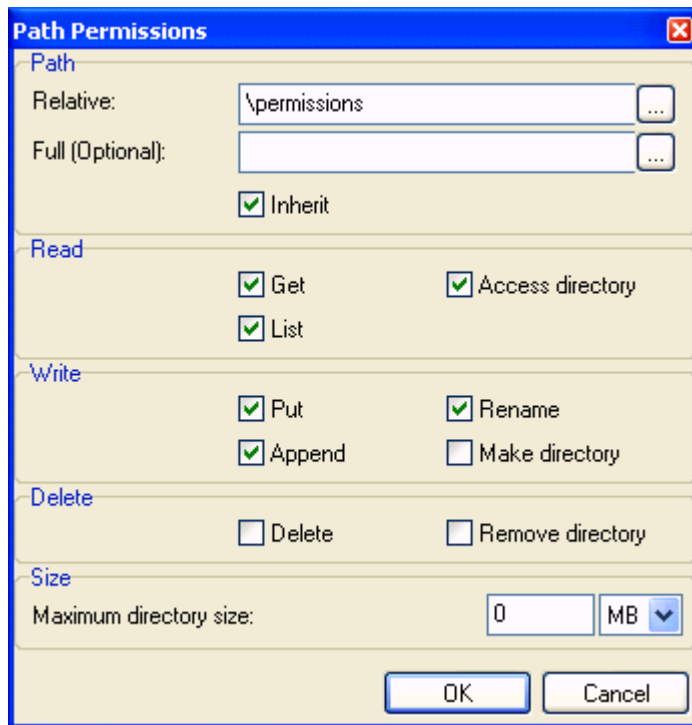 Path Permissions
Path
Relative: \permissions ...
Full (Optional): ...
Inherit
Read
Get Access directory
List
Write
Put Rename
Append Make directory
Delete
Delete Remove directory
Size
Maximum directory size: 0 MB
OK Cancel